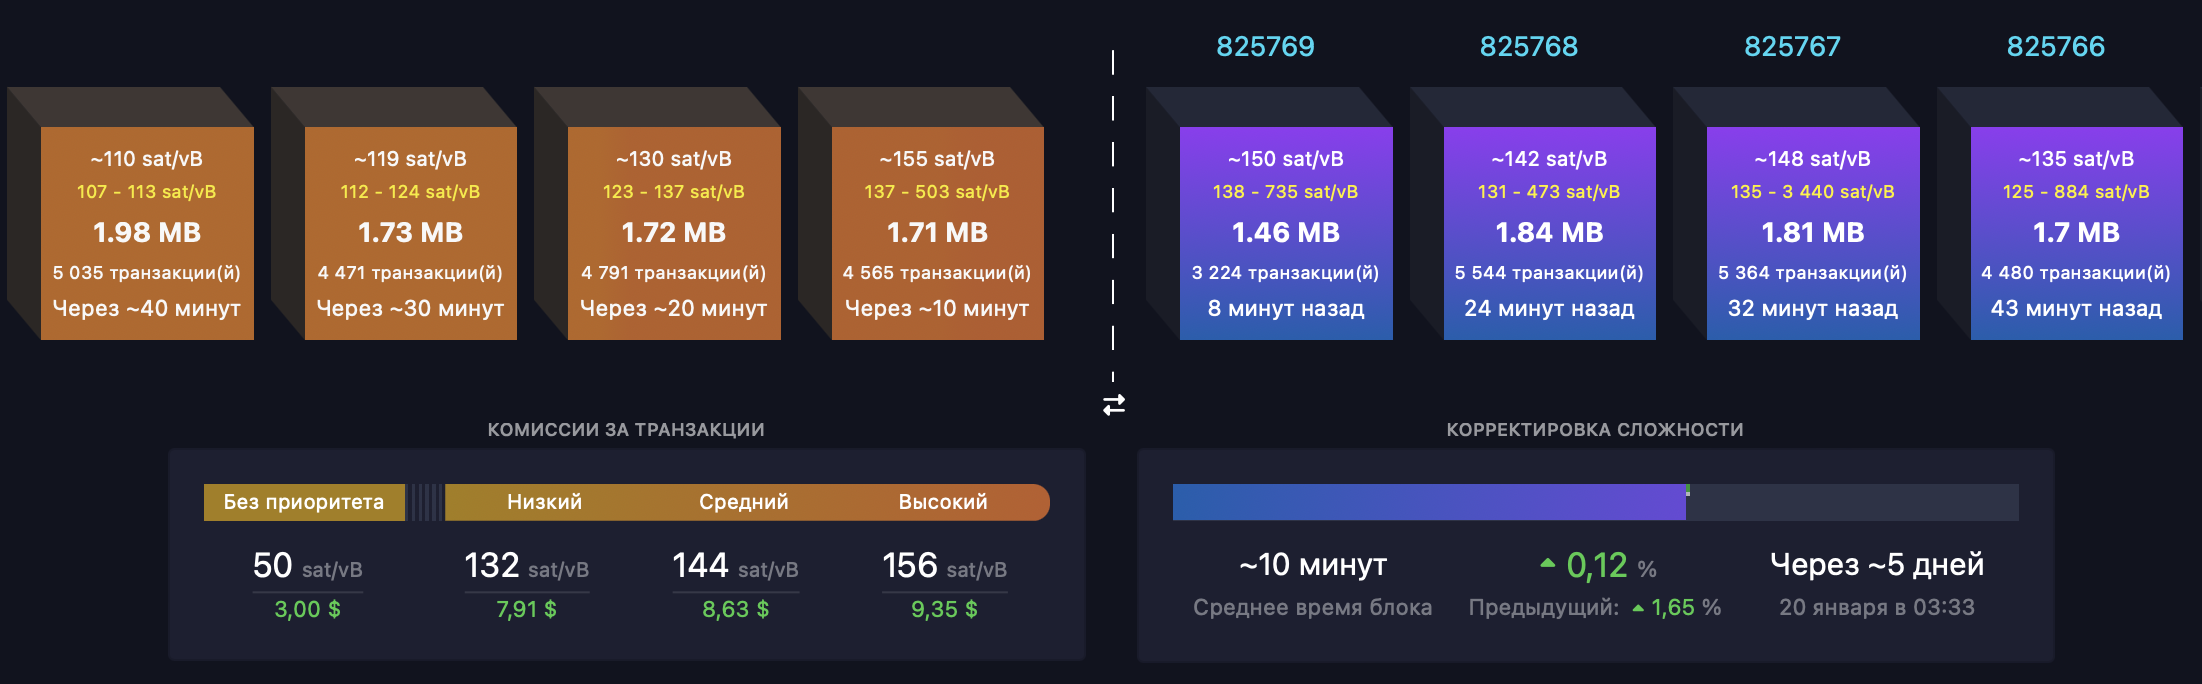 825769
825768
825767
825766
~110 sat/vB
107 - 113 sat/vB
1.98 MB
5 035 транзакции(й)
Через ~40 минут
~119 sat/vB
112 - 124 sat/vB
1.73 MB
4 471 транзакции(й)
Через ~30 минут
~130 sat/vB
123 - 137 sat/vB
1.72 MB
4 791 транзакции(й)
Через ~20 минут
~155 sat/vB
137 - 503 sat/vB
1.71 MB
4 565 транзакции(й)
Через ~10 минут
~150 sat/vB
138 - 735 sat/vB
1.46 MB
3 224 транзакции(й)
8 минут назад
~142 sat/vB
131 - 473 sat/vB
1.84 MB
5 544 транзакции(й)
24 минут назад
~148 sat/vB
135 - 3 440 sat/vB
1.81 MB
5 364 транзакции(й)
32 минут назад
~135 sat/vB
125 - 884 sat/vB
1.7 MB
4 480 транзакции(й)
43 минут назад
КОМИССИИ ЗА ТРАНЗАКЦИИ
Без приоритета
Низкий
Средний
Высокий
50 sat/vB
132 sat/vB
144 sat/vB
156 sat/vB
3,00 $
7,91 $
8,63 $
9,35 $
КОРРЕКТИРОВКА СЛОЖНОСТИ
~10 минут
0,12 %
Через ~5 дней
Среднее время блока
Предыдущий: 1,65 %
20 января в 03:33